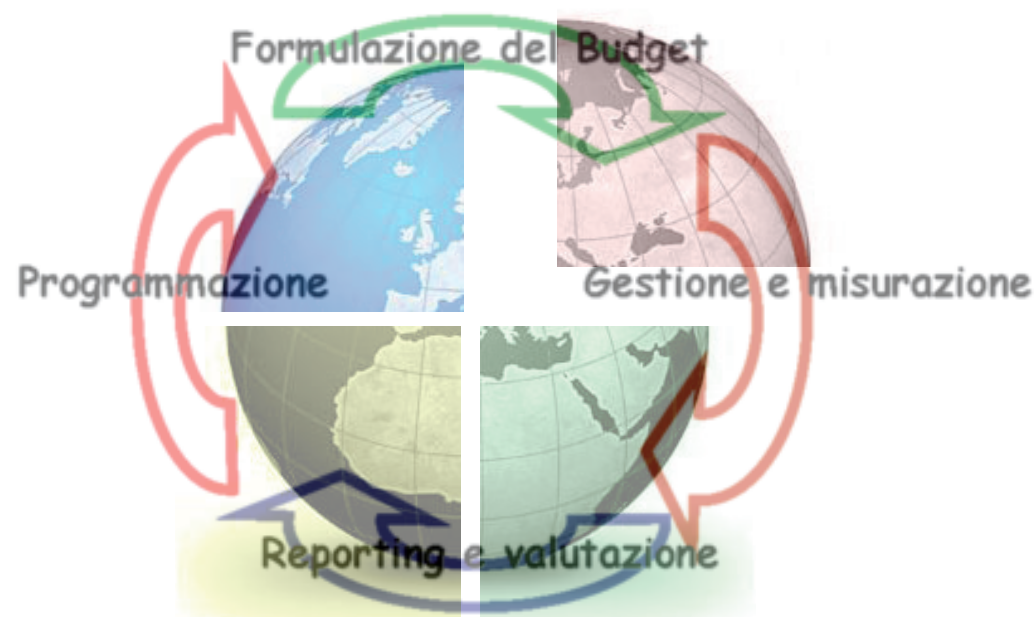 Formulazione del Budget
Programmazione
Gestione e misurazione
Reporting e valutazione